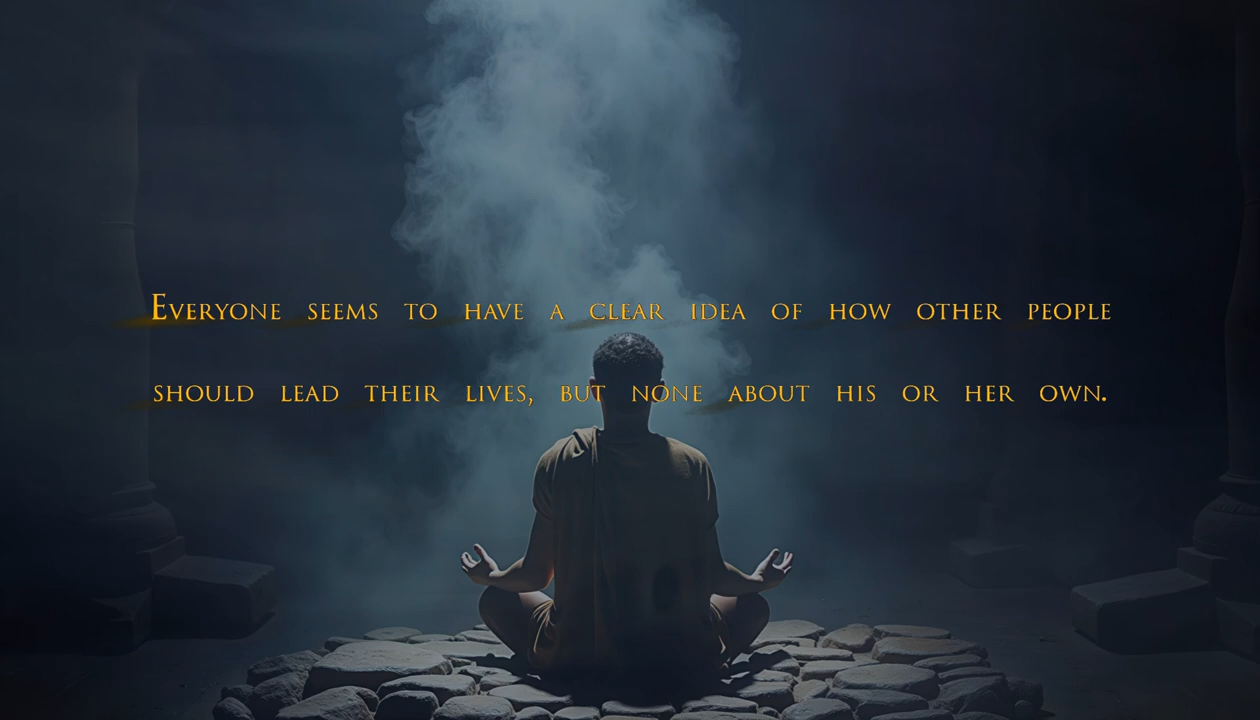 Everyone seems to have a clear idea of how other people
should lead their lives, but none about his or her own.